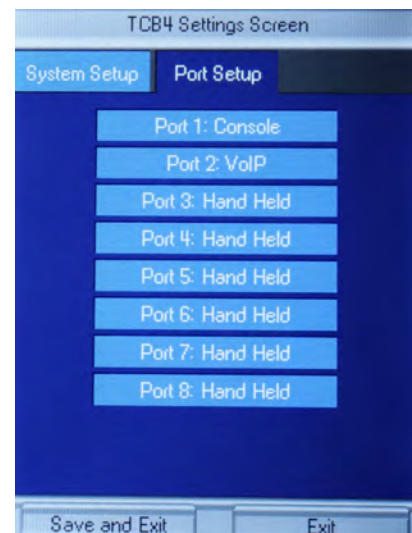 TCB4 Settings Screen
System Setup
Port Setup
Port 1: Console
Port 2: VoIP
Port 3: Hand Held
Port 4: Hand Held
Port 5: Hand Held
Port 6: Hand Held
Port 7: Hand Held
Port 8: Hand Held
Save and Exit
Exit